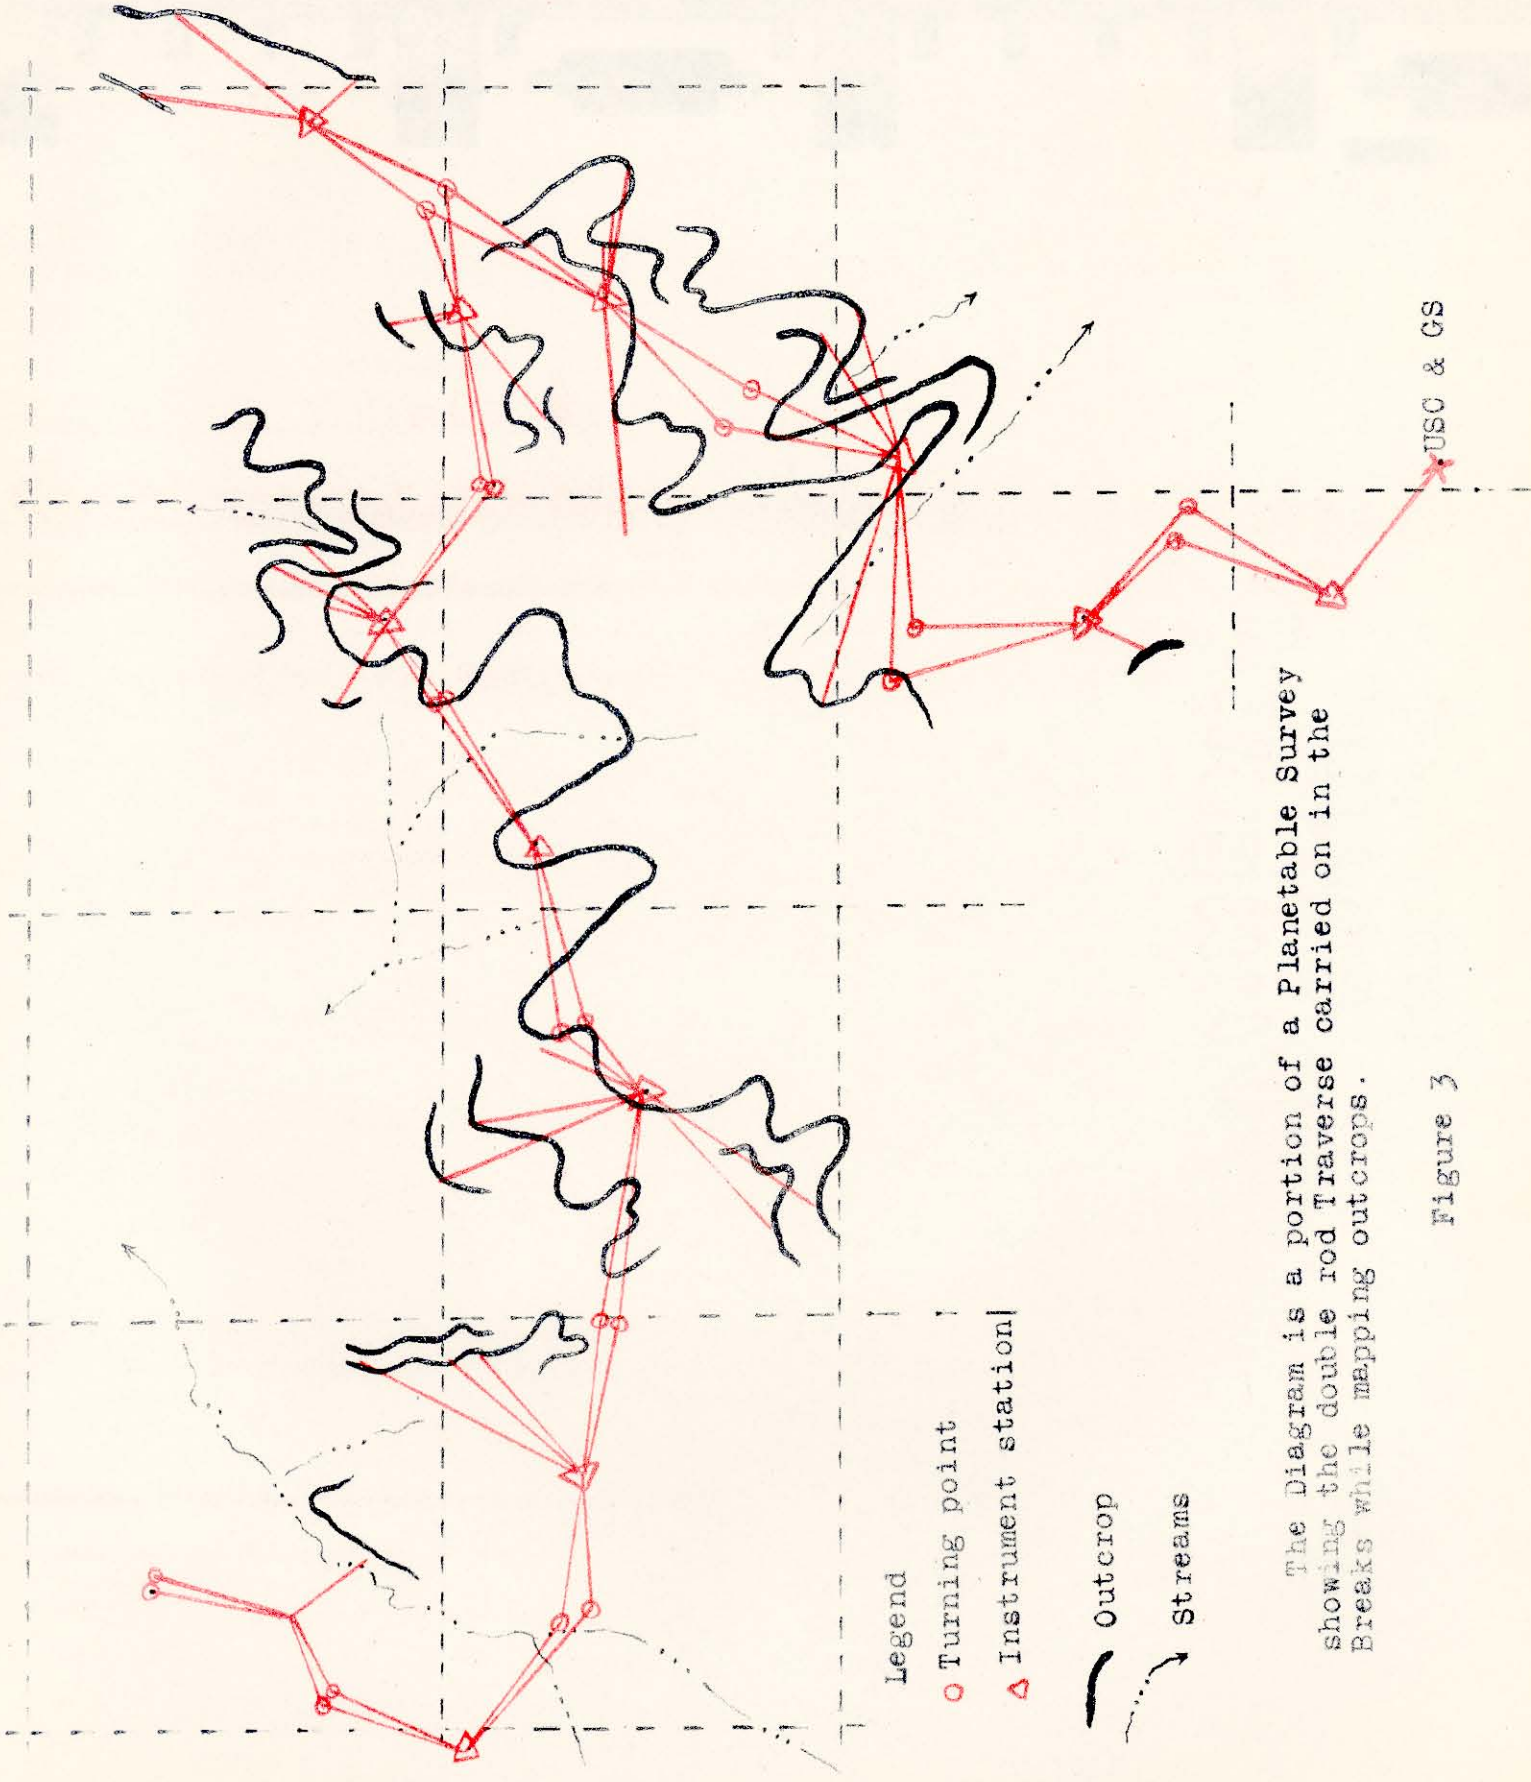 USC & GS
Legend
Turning point
Instrument station
Outcrop
Streams
The Diagram is a portion of a Planetable Survey
showing the double rod Traverse carried on in the
Breaks while mapping outcrops.
Figure 3